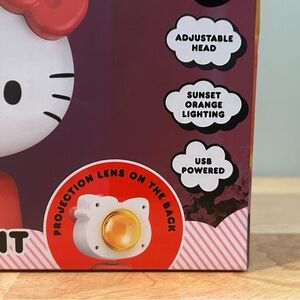 ADJUSTABLE
HEAD
SUNSET
ORANGE
LIGHTING
USB
POWERED
PROJECTION LENS ON THE BACK